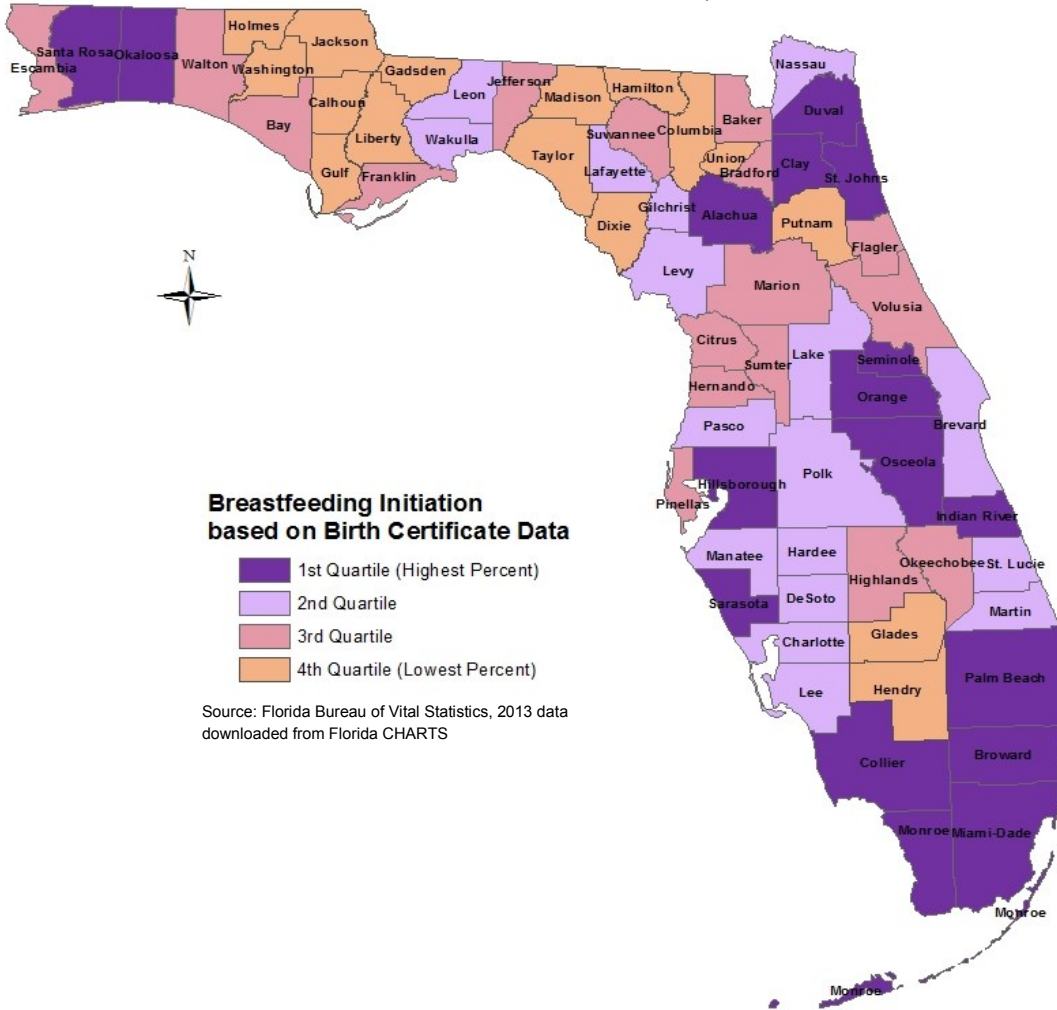 Holmes
Jackson
Santa Rosa
Okaloosa
Escambia
Walton
Washington
Gadsden
Calhoun
Leon
Jefferson
Madison
Hamilton
Nassau
Bay
Liberty
Wakulla
Suwannee
Columbia
Baker
Duval
Gulf
Franklin
Taylor
Lafayette
Union
Bradford
Clay
St. Johns
Dixie
Gilchrist
Alachua
Putnam
Flagler
N
Levy
Marion
Volusia
Citrus
Sumter
Lake
Seminole
Hernando
Orange
Pasco
Brevard
Osceola
Polk
Hillsborough
Pinellas
Indian River
Breastfeeding Initiation
based on Birth Certificate Data
1st Quartile (Highest Percent)
2nd Quartile
3rd Quartile
4th Quartile (Lowest Percent)
Source: Florida Bureau of Vital Statistics, 2013 data
downloaded from Florida CHARTS
Manatee
Hardee
Highlands
Okeechobee
St. Lucie
Sarasota
DeSoto
Martin
Charlotte
Glades
Lee
Hendry
Palm Beach
Collier
Broward
Monroe
Miami-Dade
Monroe
Monroe